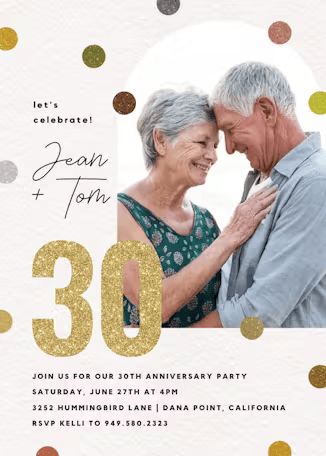 let's
celebrate!
Jean
+ Tom
30
JOIN US FOR OUR 30TH ANNIVERSARY PARTY
SATURDAY, JUNE 27TH AT 4PM
3252 HUMMINGBIRD LANE | DANA POINT, CALIFORNIA
RSVP KELLI TO 949.580.2323